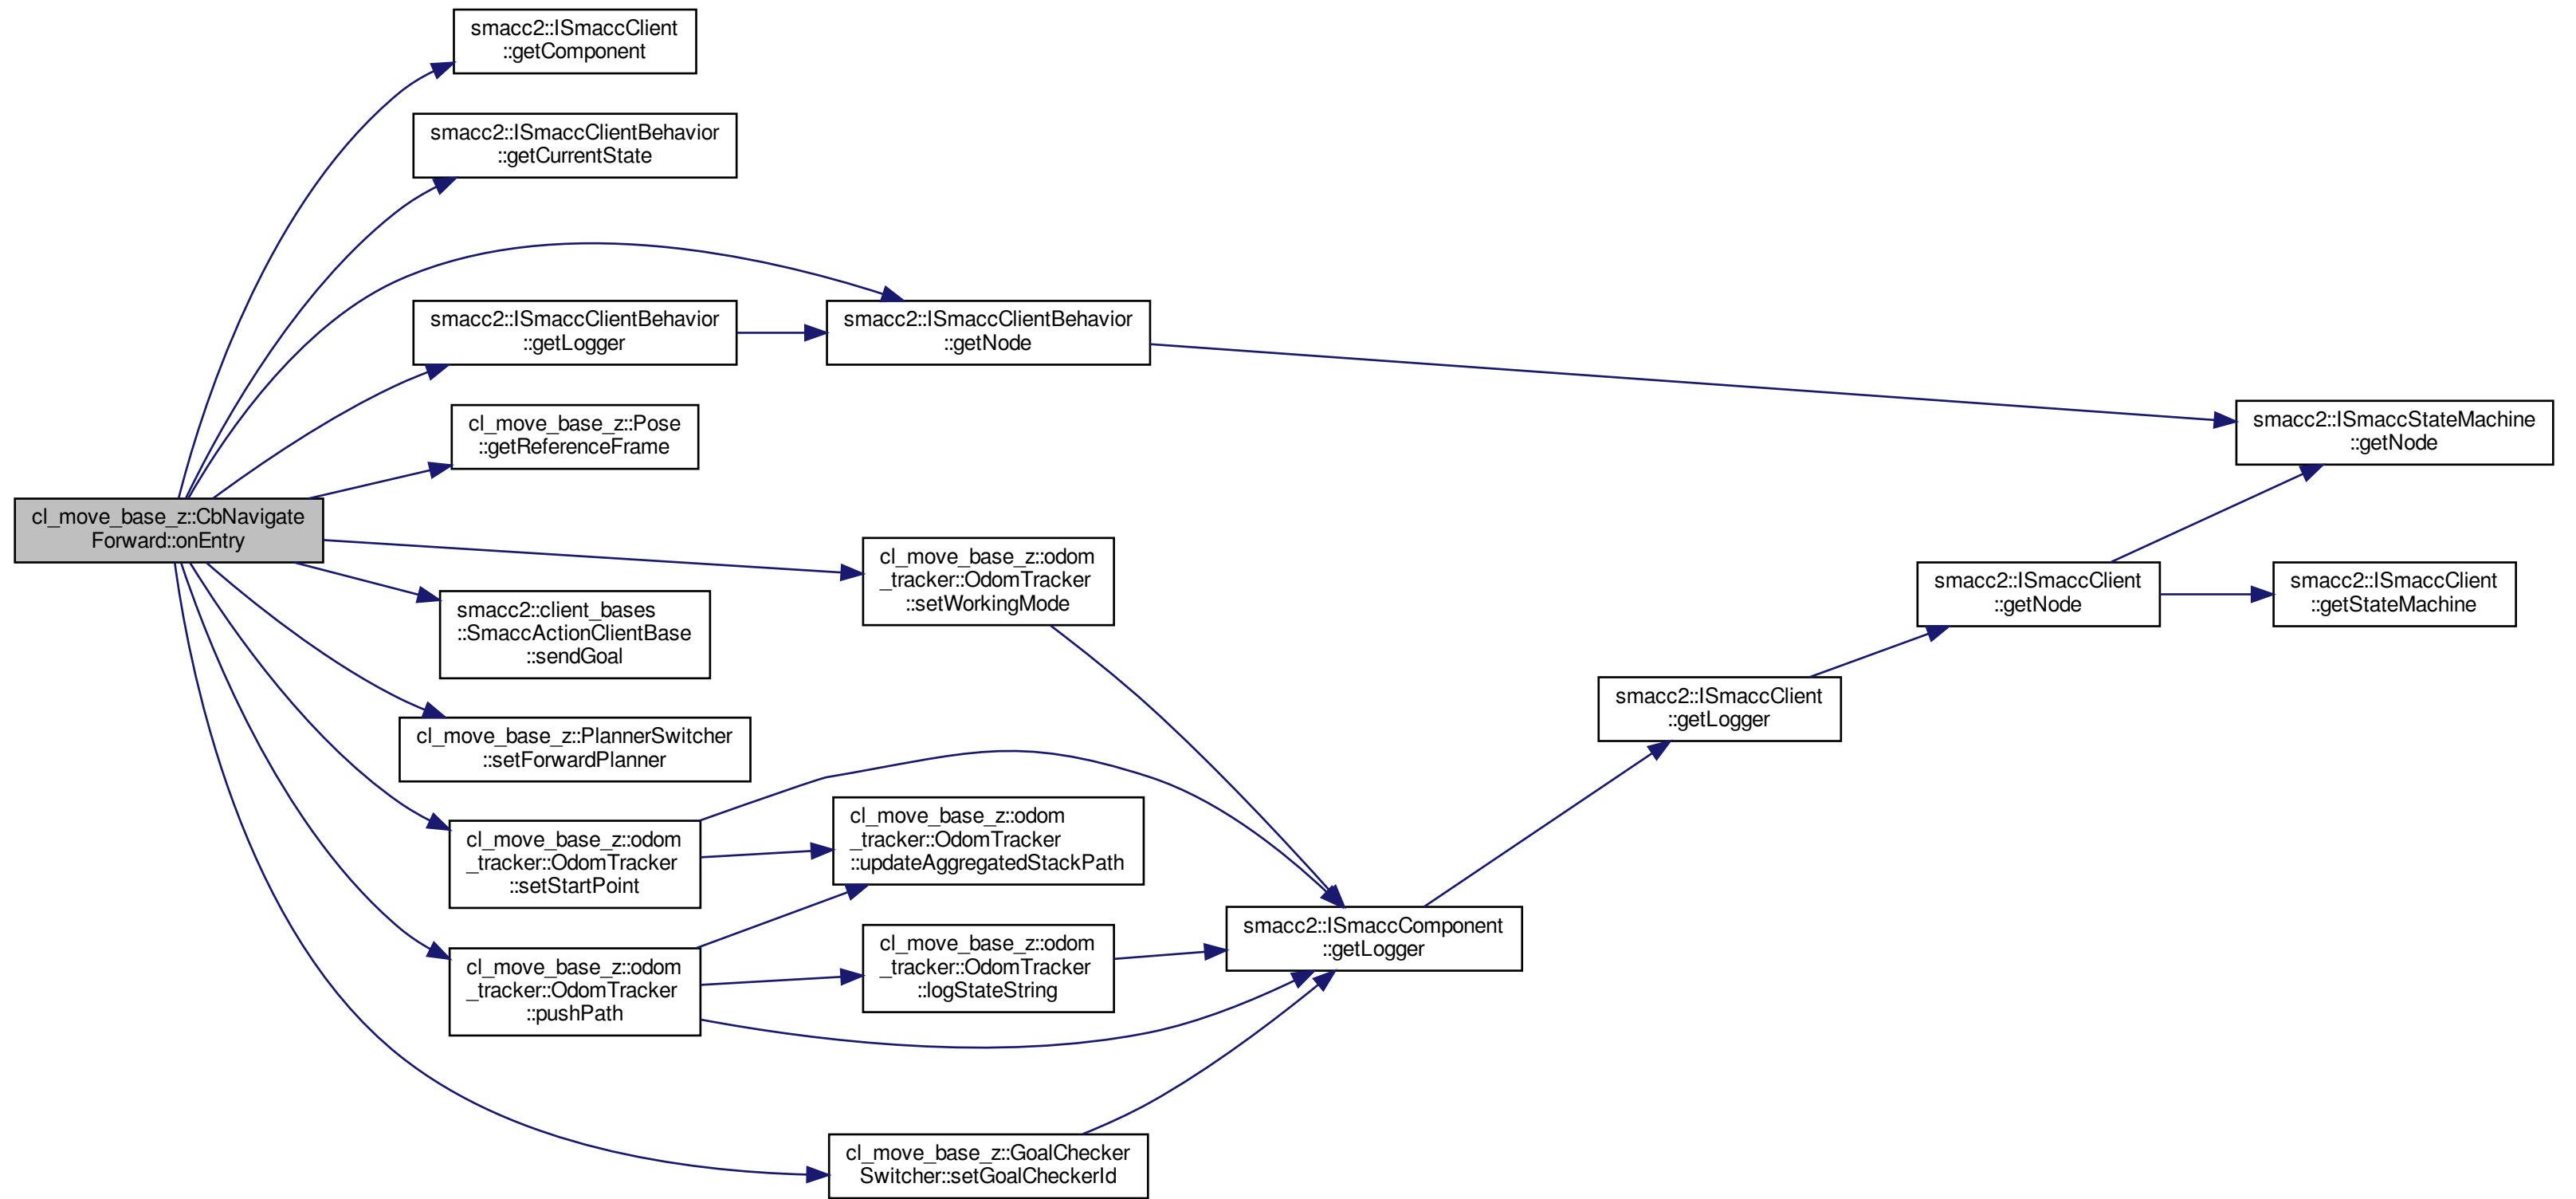 smacc2::ISmaccClient
::getComponent
smacc2::ISmaccClientBehavior
::getCurrentState
smacc2::ISmaccClientBehavior
::getLogger
smacc2::ISmaccClientBehavior
::getNode
cl_move_base_z::Pose
::getReferenceFrame
smacc2::ISmaccStateMachine
::getNode
cl_move_base_z::CbNavigate
Forward::onEntry
cl_move_base_z::odom
_tracker::OdomTracker
::setWorkingMode
smacc2::ISmaccClient
::getNode
smacc2::ISmaccClient
::getStateMachine
smacc2::client_bases
::SmaccActionClientBase
::sendGoal
smacc2::ISmaccClient
::getLogger
cl_move_base_z::PlannerSwitcher
::setForwardPlanner
cl_move_base_z::odom
_tracker::OdomTracker
::setStartPoint
cl_move_base_z::odom
_tracker::OdomTracker
::updateAggregatedStackPath
cl_move_base_z::odom
_tracker::OdomTracker
::pushPath
cl_move_base_z::odom
_tracker::OdomTracker
::logStateString
smacc2::ISmaccComponent
::getLogger
cl_move_base_z::GoalChecker
Switcher::setGoalCheckerId